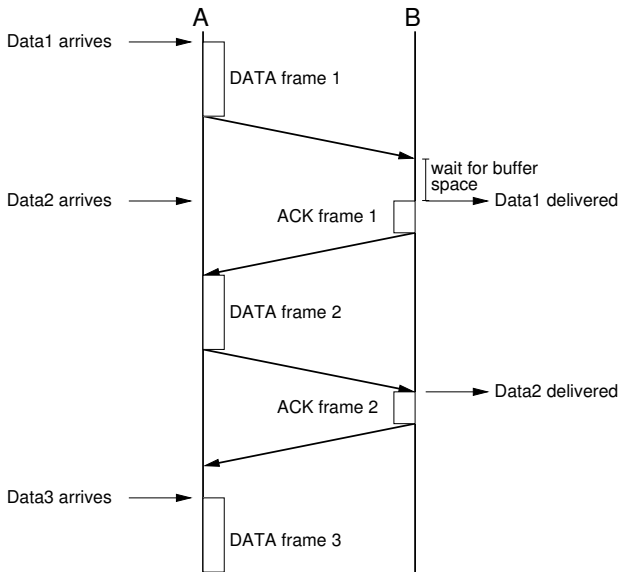 A
B
Data1 arrives
DATA frame 1
wait for buffer
space
Data2 arrives
Data1 delivered
ACK frame 1
DATA frame 2
Data2 delivered
ACK frame 2
Data3 arrives
DATA frame 3